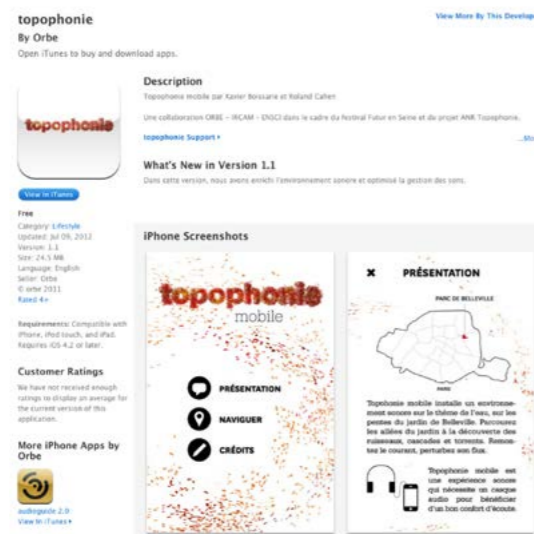 topophonie
View More By This Develop
By Orbe
Open iTunes to buy and download apps.
topophonie
View In iTunes
Free
Category: Lifestyle
Updated: Jul 09, 2012
Version: 1.1
Size: 24.5 MB
Language: English
Seller: Orbe
© orbe 2011
Rated 4+
Requirements: Compatible with
iPhone, iPod touch, and iPad.
Requires iOS 4.2 or later.
Customer Ratings
We have not received enough
ratings to display an average for
the current version of this
application.
More iPhone Apps by
Orbe
audioguide 2.0
View In iTunes
Description
Topophonie mobile par Xavier Boissarie et Roland Cahen
Une collaboration ORBE – IRCAM – ENSCI dans le cadre du festival Futur en Seine et du projet ANR Topophonie.
topophonie Support
...Mo
What's New in Version 1.1
Dans cette version, nous avons enrichi l'environnement sonore et optimisé la gestion des sons.
iPhone Screenshots
topophonie
mobile
PRÉSENTATION
NAVIGUER
CRÉDITS
PRÉSENTATION
PARC DE BELLEVILLE
PARIS
Topophonie mobile installe un environne-
ment sonore sur le thème de l'eau, sur les
pentes du jardin de Belleville. Parcourez
les allées du jardin à la découverte des
ruisseaux, cascades et torrents. Remon-
tez le courant, perturbez son flux.
Topophonie mobile est
une expérience sonore
qui nécessite un casque
audio pour bénéficier
d'un bon confort d'écoute.